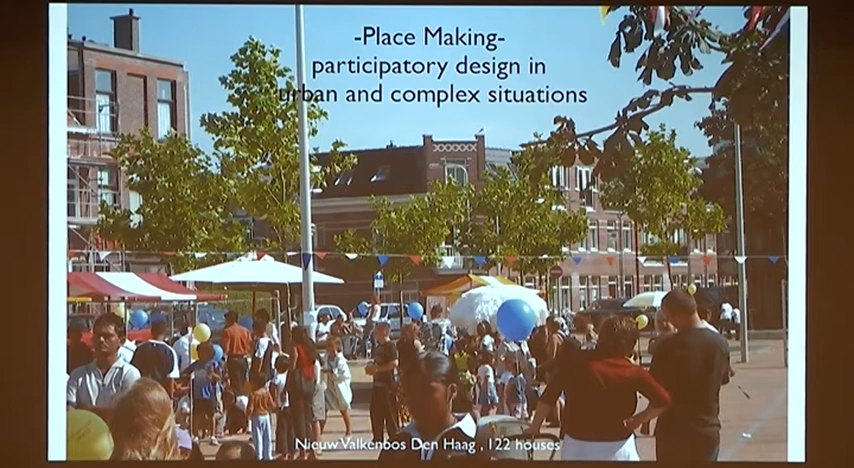 -Place Making-
participatory design in
urban and complex situations
Nieuw Valkenbos Den Haag , 122 houses